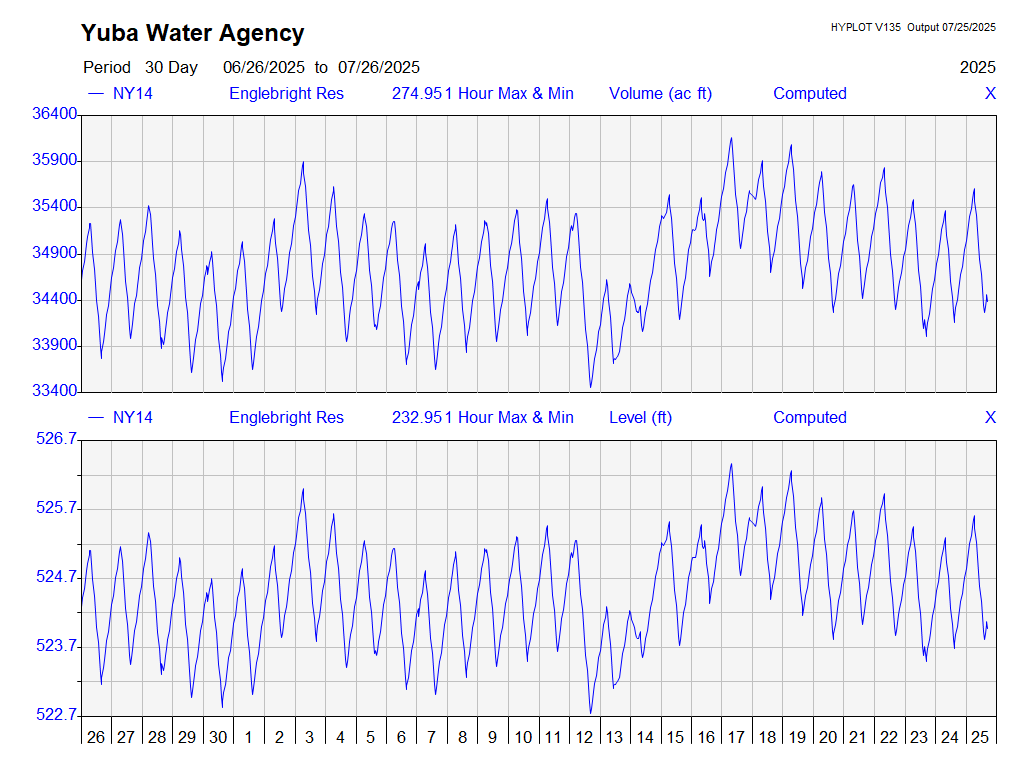 Yuba Water Agency
HYPLOT V135 Output 07/25/2025
Period 30 Day 06/26/2025 to 07/26/2025 2025
NY14 Englebright Res 274.951 Hour Max & Min Volume (ac ft) Computed X
36400
35900
35400
34900
34400
33900
33400
NY14 Englebright Res 232.951 Hour Max & Min Level (ft) Computed X
526.7
525.7
524.7
523.7
522.7
26 27 28 29 30 1 2 3 4 5 6 7 8 9 10 11 12 13 14 15 16 17 18 19 20 21 22 23 24 25